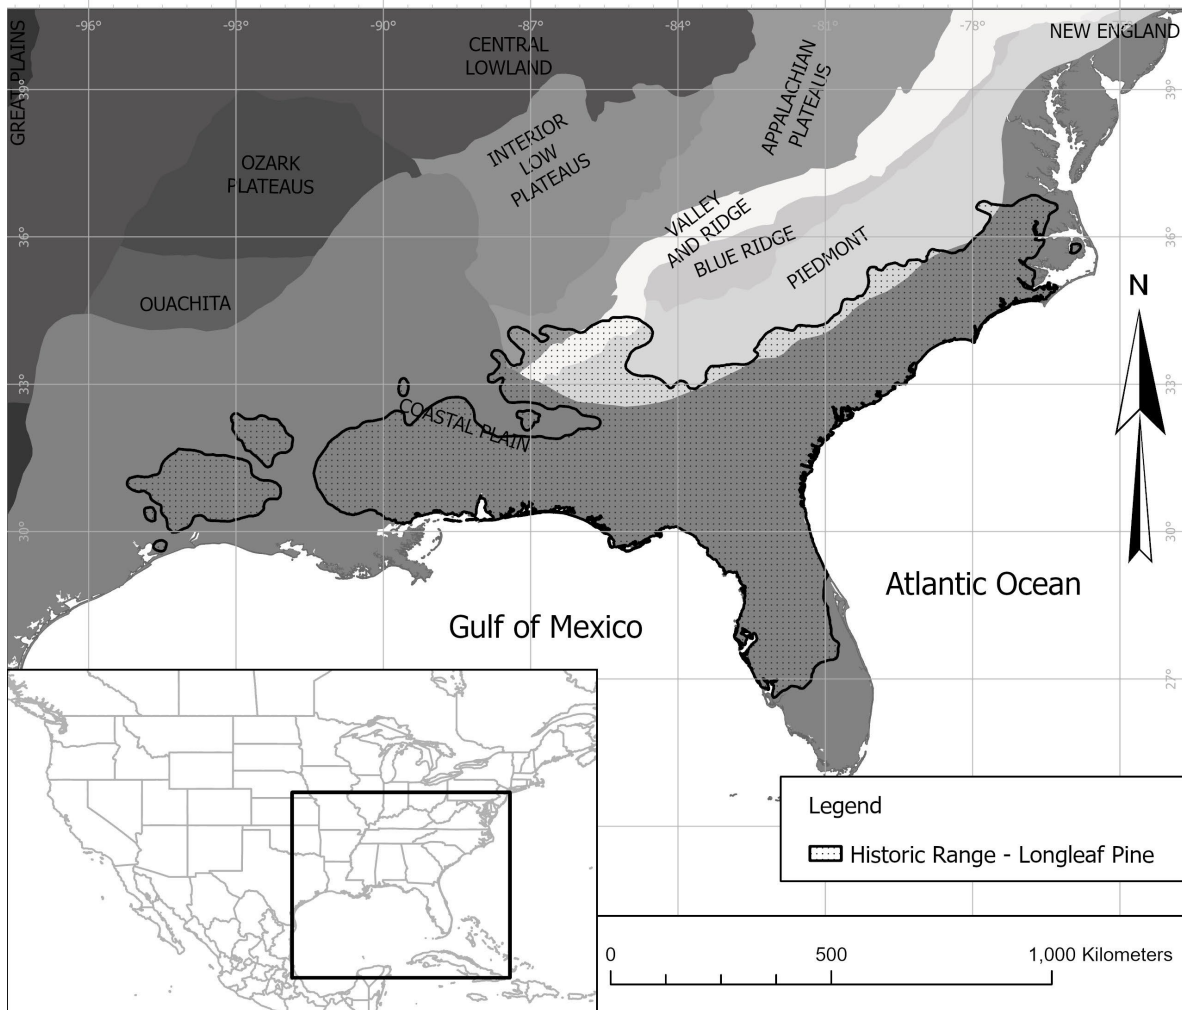 -96°
-93°
-90°
-87°
-84°
-81°
-78°
NEW ENGLAND
GREAT PLAINS
CENTRAL
LOWLAND
39°
39°
APPALACHIAN
PLATEAUS
INTERIOR
LOW
PLATEAUS
OZARK
PLATEAUS
VALLEY
AND RIDGE
BLUE RIDGE
PIEDMONT
36°
36°
OUACHITA
N
33°
33°
COASTAL PLAIN
30°
30°
Atlantic Ocean
Gulf of Mexico
27°
Legend
Historic Range - Longleaf Pine
0
500
1,000 Kilometers